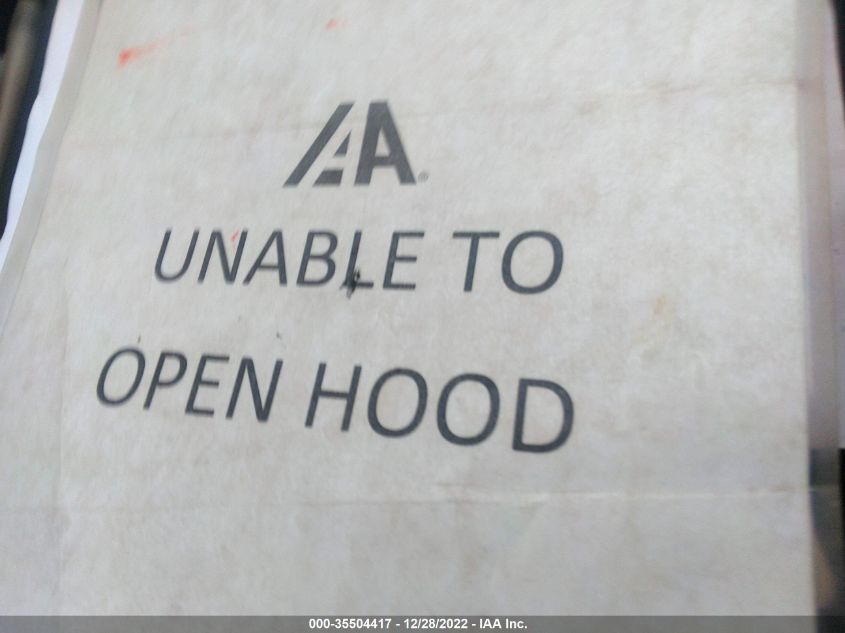 IAA®
UNABLE TO
OPEN HOOD
000-35504417 - 12/28/2022 - IAA Inc.